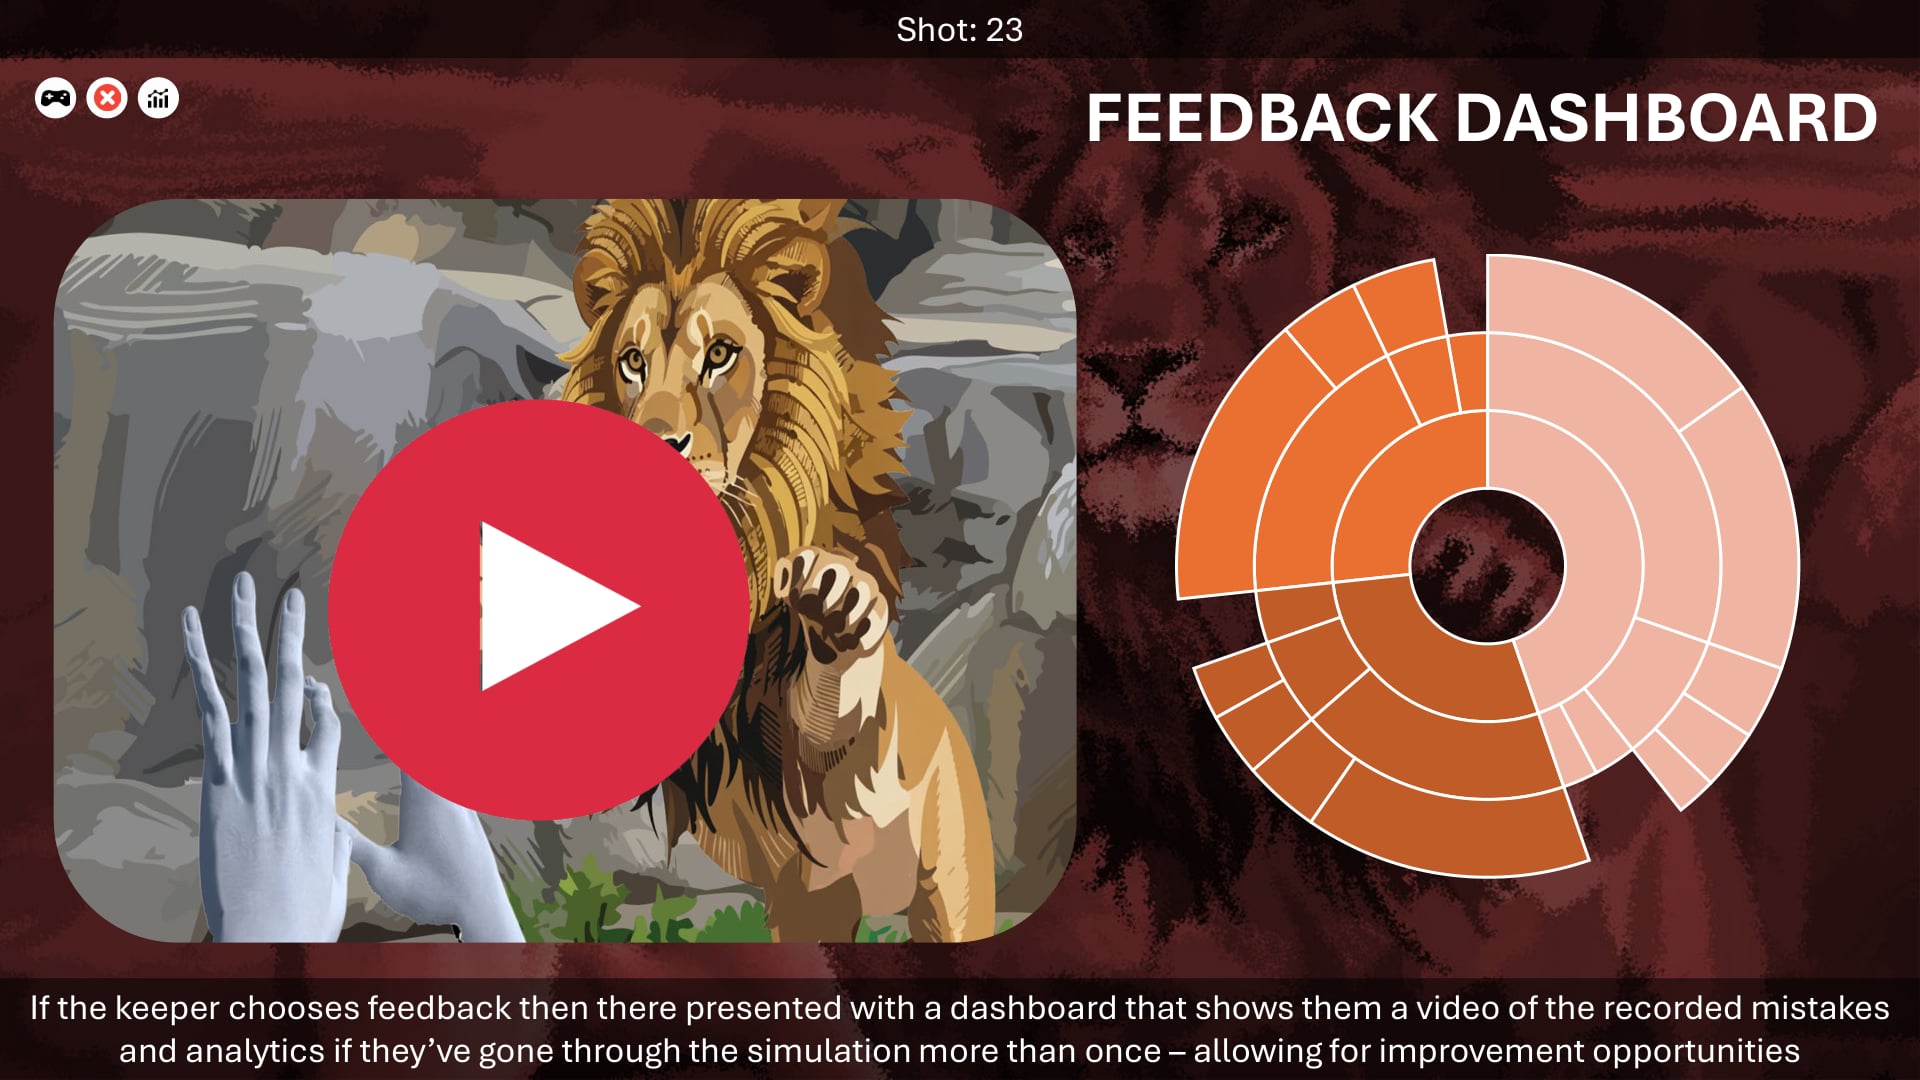 Shot: 23
FEEDBACK DASHBOARD
If the keeper chooses feedback then there presented with a dashboard that shows them a video of the recorded mistakes
and analytics if they’ve gone through the simulation more than once – allowing for improvement opportunities